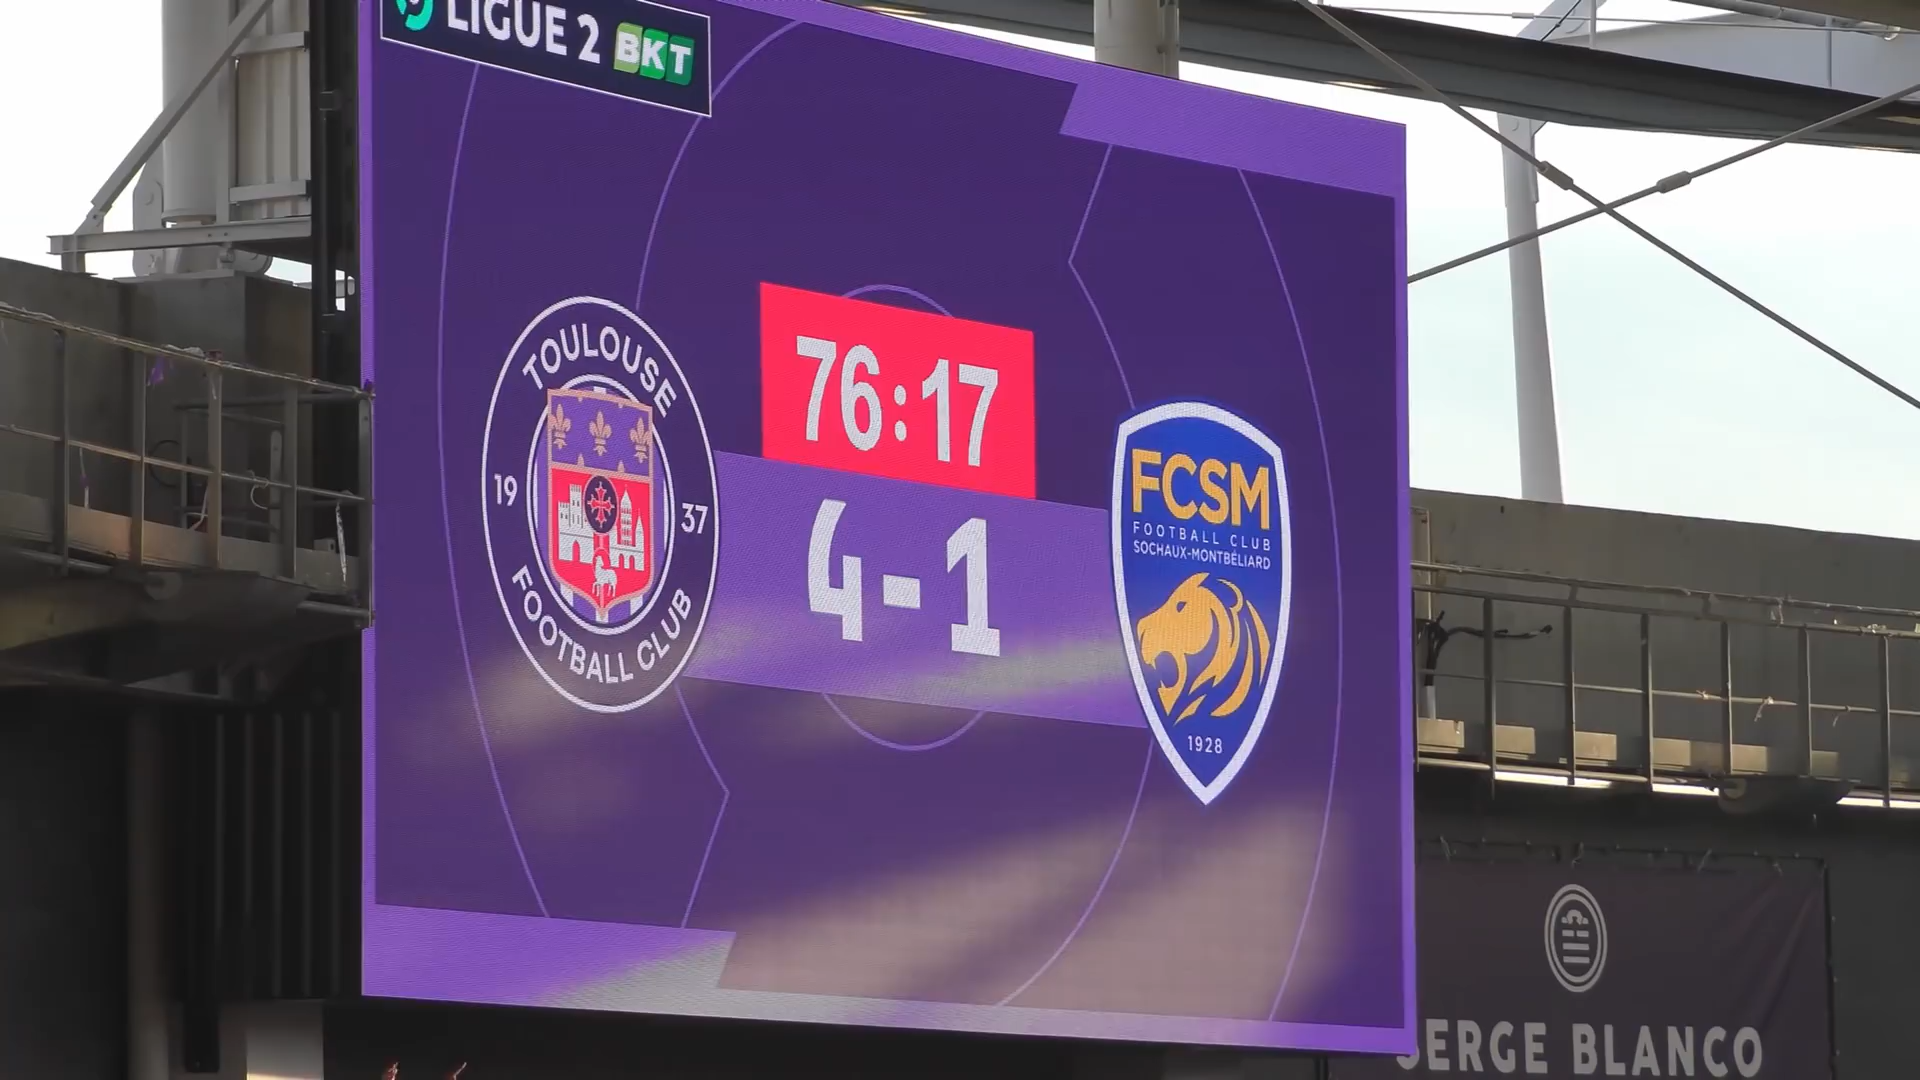 LIGUE 2 BKT
76:17
4-1
TOULOUSE
19 37
FOOTBALL CLUB
FCSM
FOOTBALL CLUB
SOCHAUX-MONTBÉLIARD
1928
SERGE BLANCO